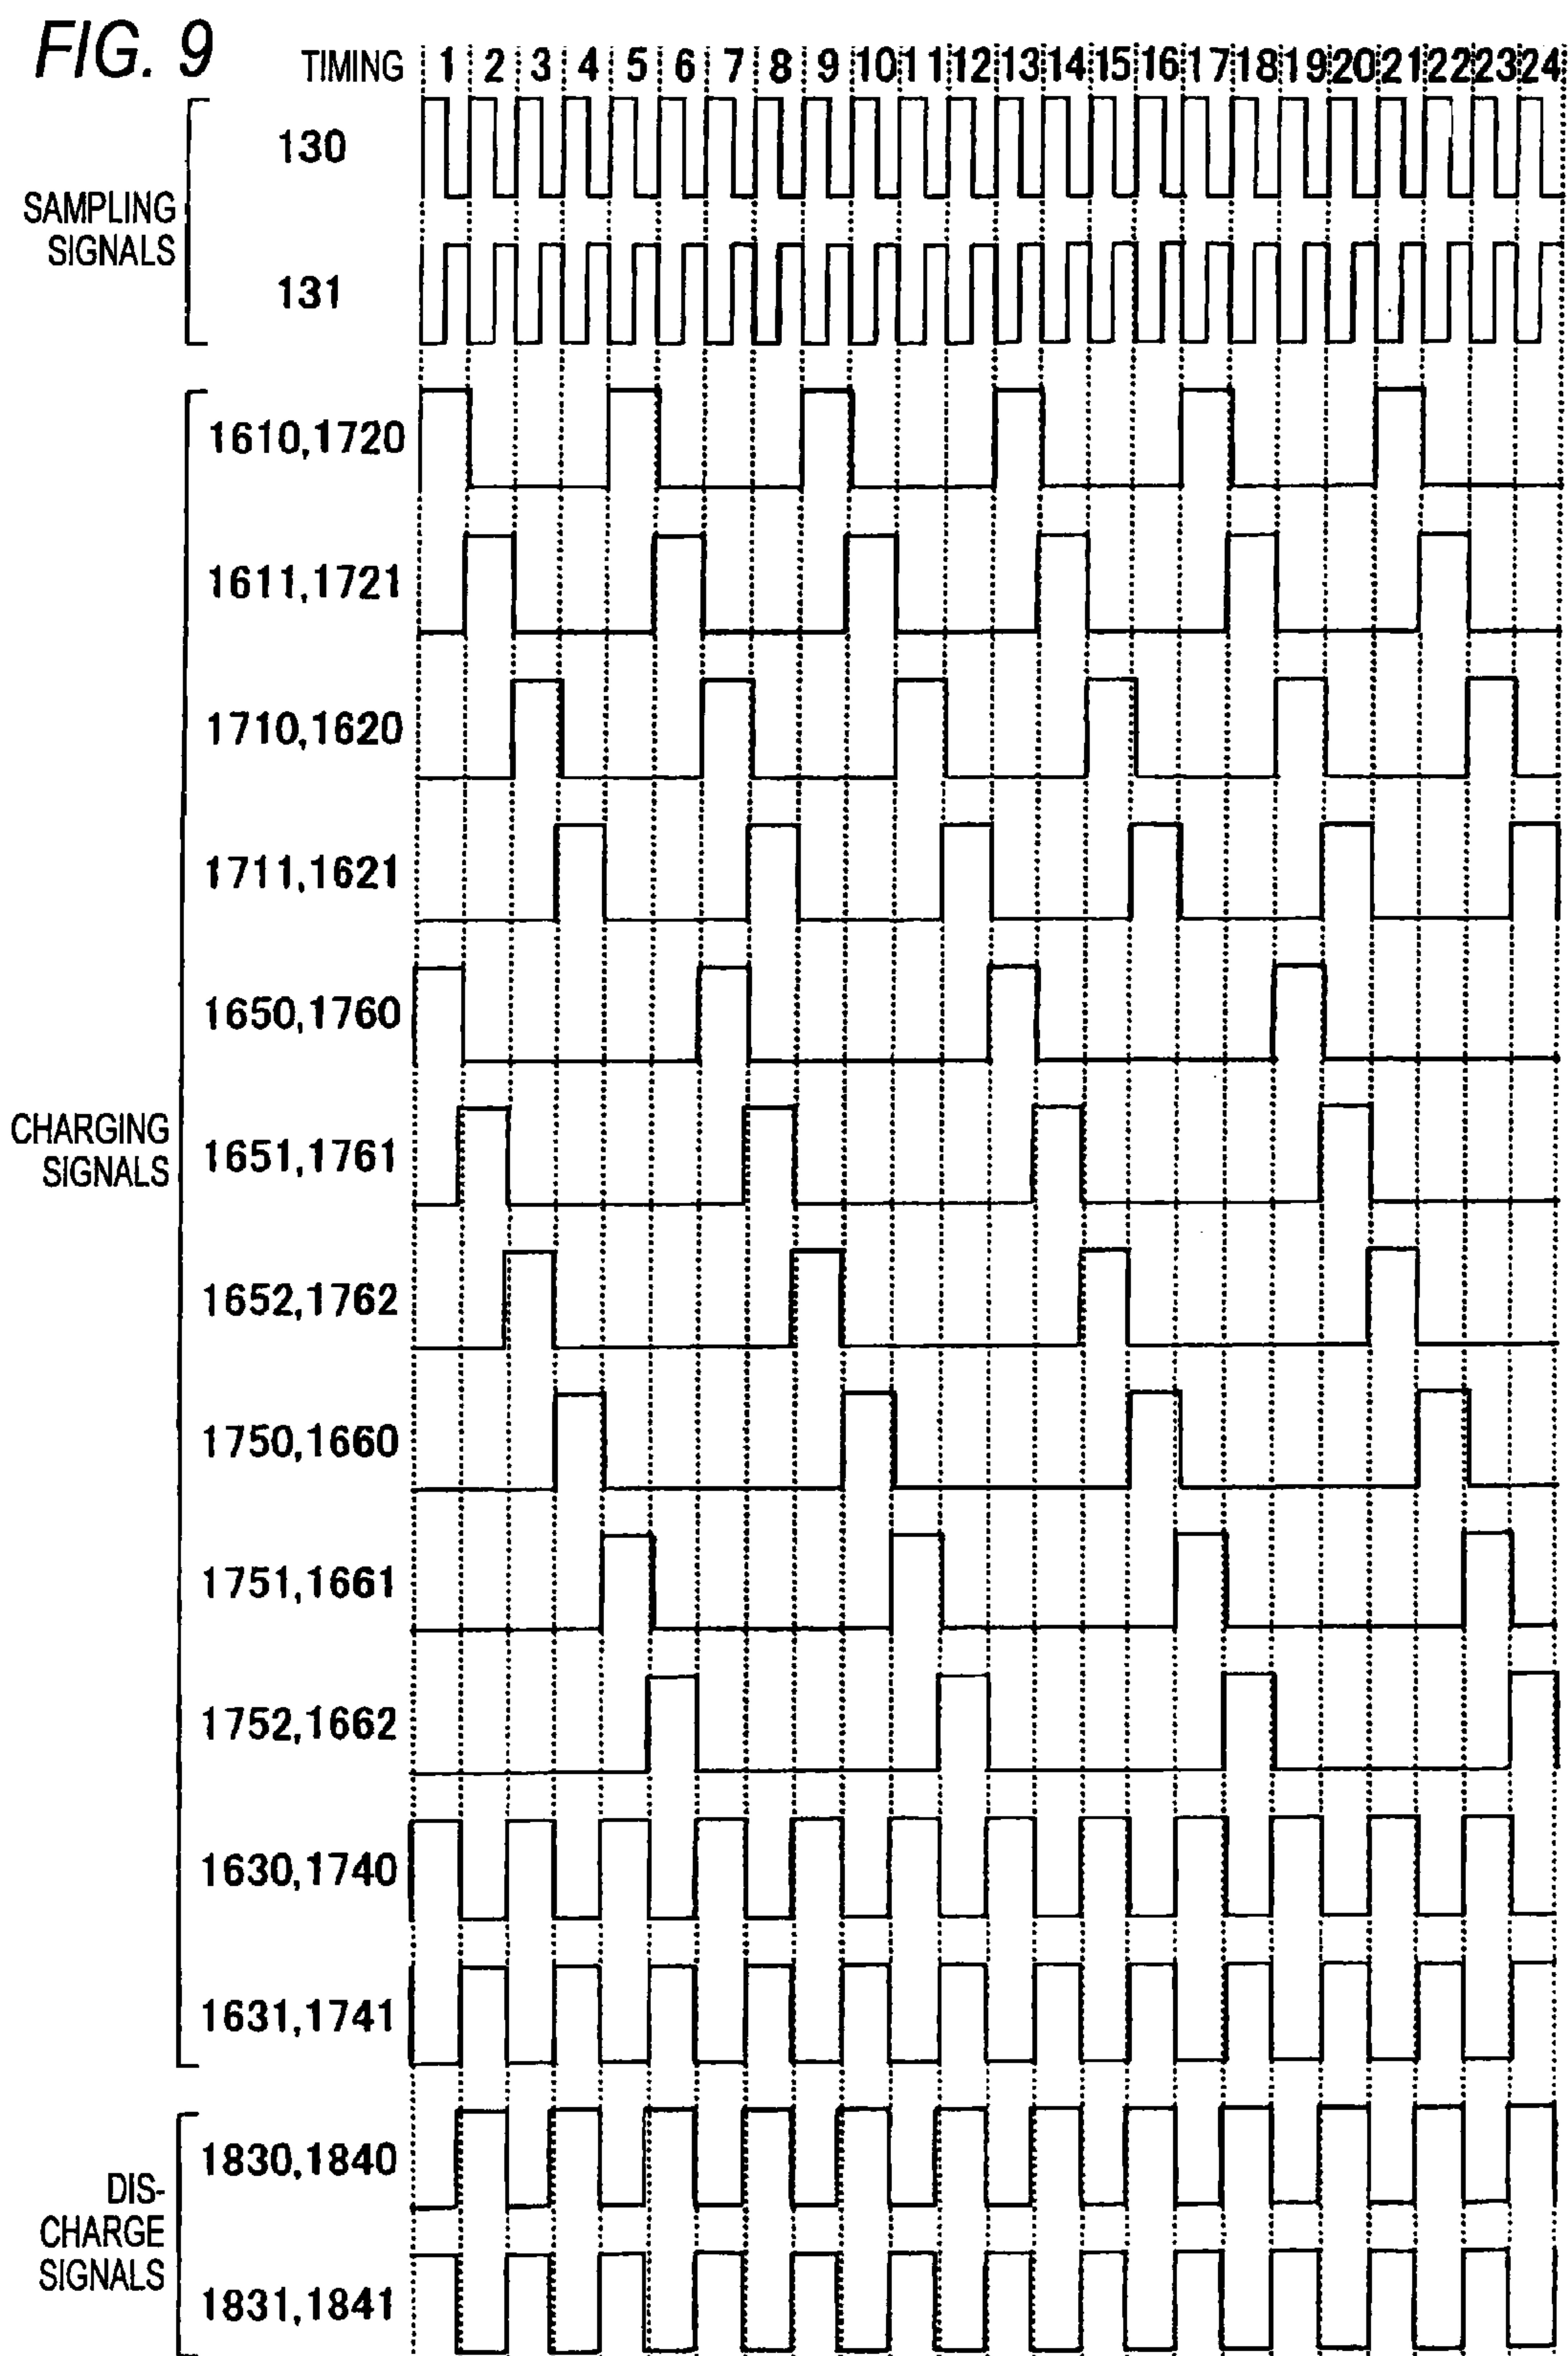 FIG. 9
TIMING 1 2 3 4 5 6 7 8 9 10 11 12 13 14 15 16 17 18 19 20 21 22 23 24
SAMPLING
SIGNALS
130
131
CHARGING
SIGNALS
1610,1720
1611,1721
1710,1620
1711,1621
1650,1760
1651,1761
1652,1762
1750,1660
1751,1661
1752,1662
1630,1740
1631,1741
DIS-
CHARGE
SIGNALS
1830,1840
1831,1841